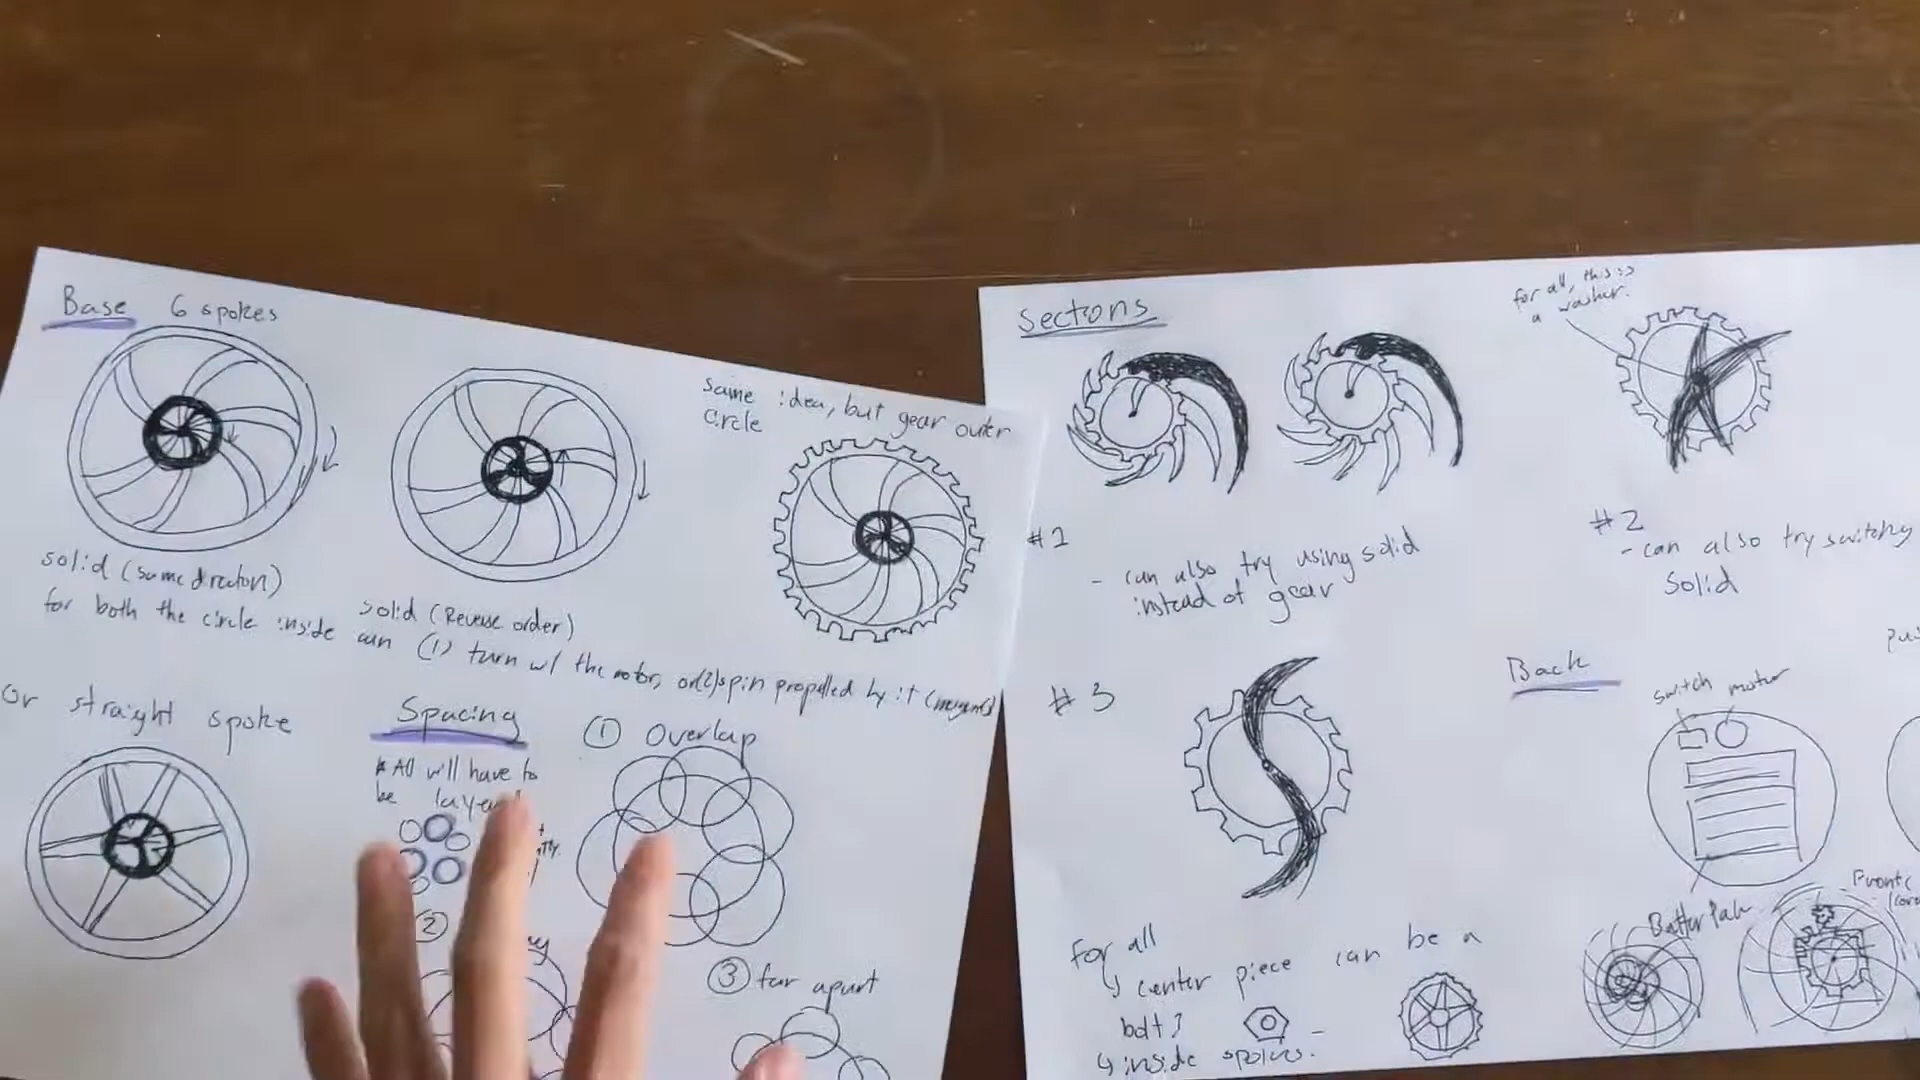 Base 6 spokes
same idea, but gear outer
circle
solid (same direction)
solid (Reverse order)
for both the circle inside can (1) turn w/ the motor, or(2)spin propelled by it
Or straight spoke
Spacing
* All will have to
be
① Overlap
②
③ far apart
Sections
for all, this is
a washer.
#1
- can also try using solid
instead of gear
#2
- can also try switching
solid
#3
Back
switch motor
For all
↳ center piece can be a
bolt?
↳ inside spokes.